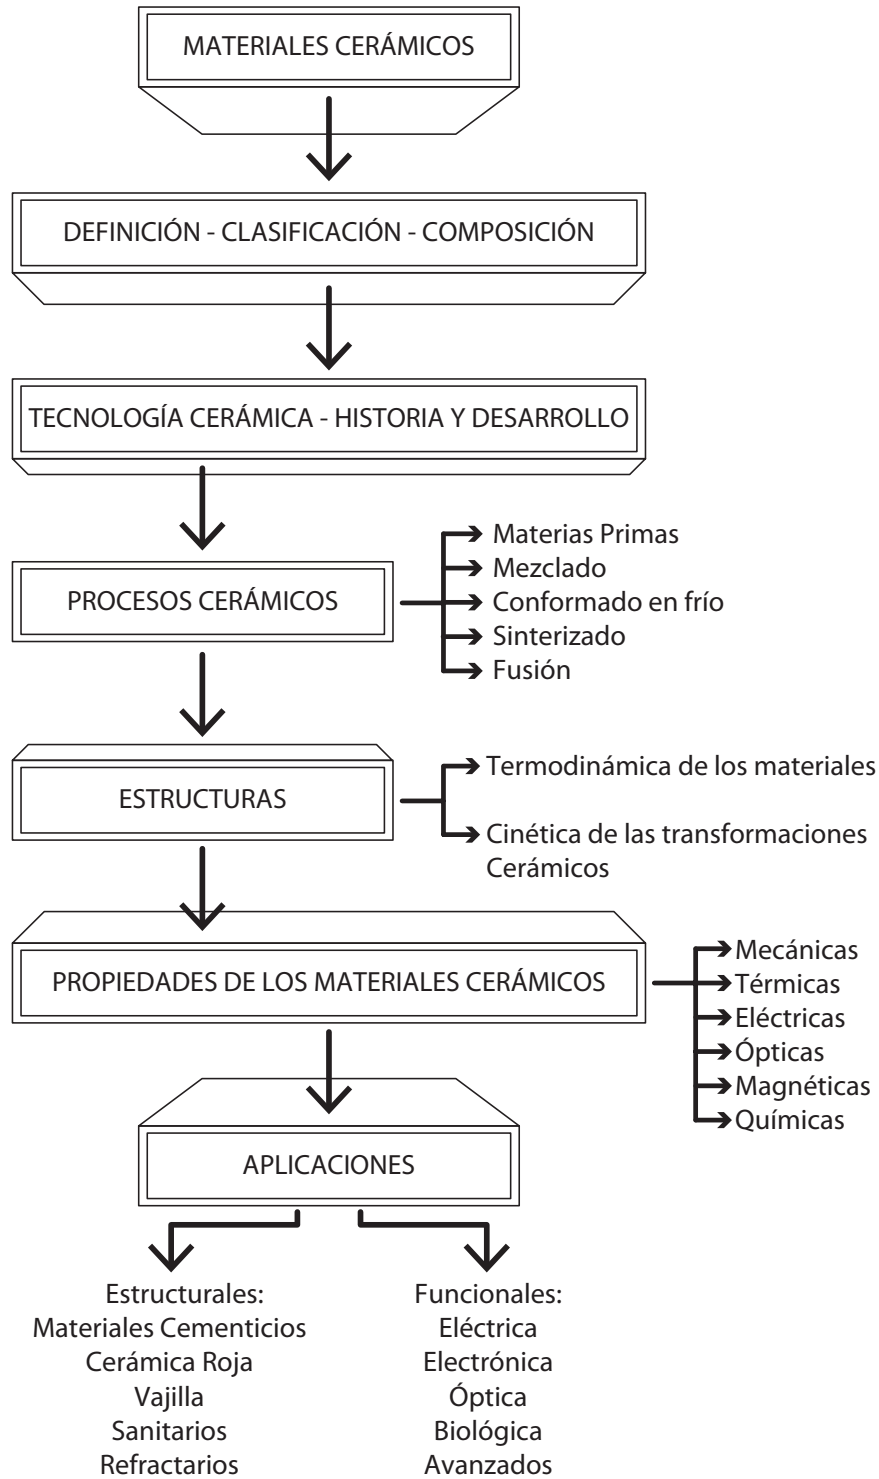 MATERIALES CERÁMICOS
DEFINICIÓN - CLASIFICACIÓN - COMPOSICIÓN
TECNOLOGÍA CERÁMICA - HISTORIA Y DESARROLLO
PROCESOS CERÁMICOS
Materias Primas
Mezclado
Conformado en frío
Sinterizado
Fusión
ESTRUCTURAS
Termodinámica de los materiales
Cinética de las transformaciones
Cerámicos
PROPIEDADES DE LOS MATERIALES CERÁMICOS
Mecánicas
Térmicas
Eléctricas
Ópticas
Magnéticas
Químicas
APLICACIONES
Estructurales:
Materiales Cementicios
Cerámica Roja
Vajilla
Sanitarios
Refractarios
Funcionales:
Eléctrica
Electrónica
Óptica
Biológica
Avanzados